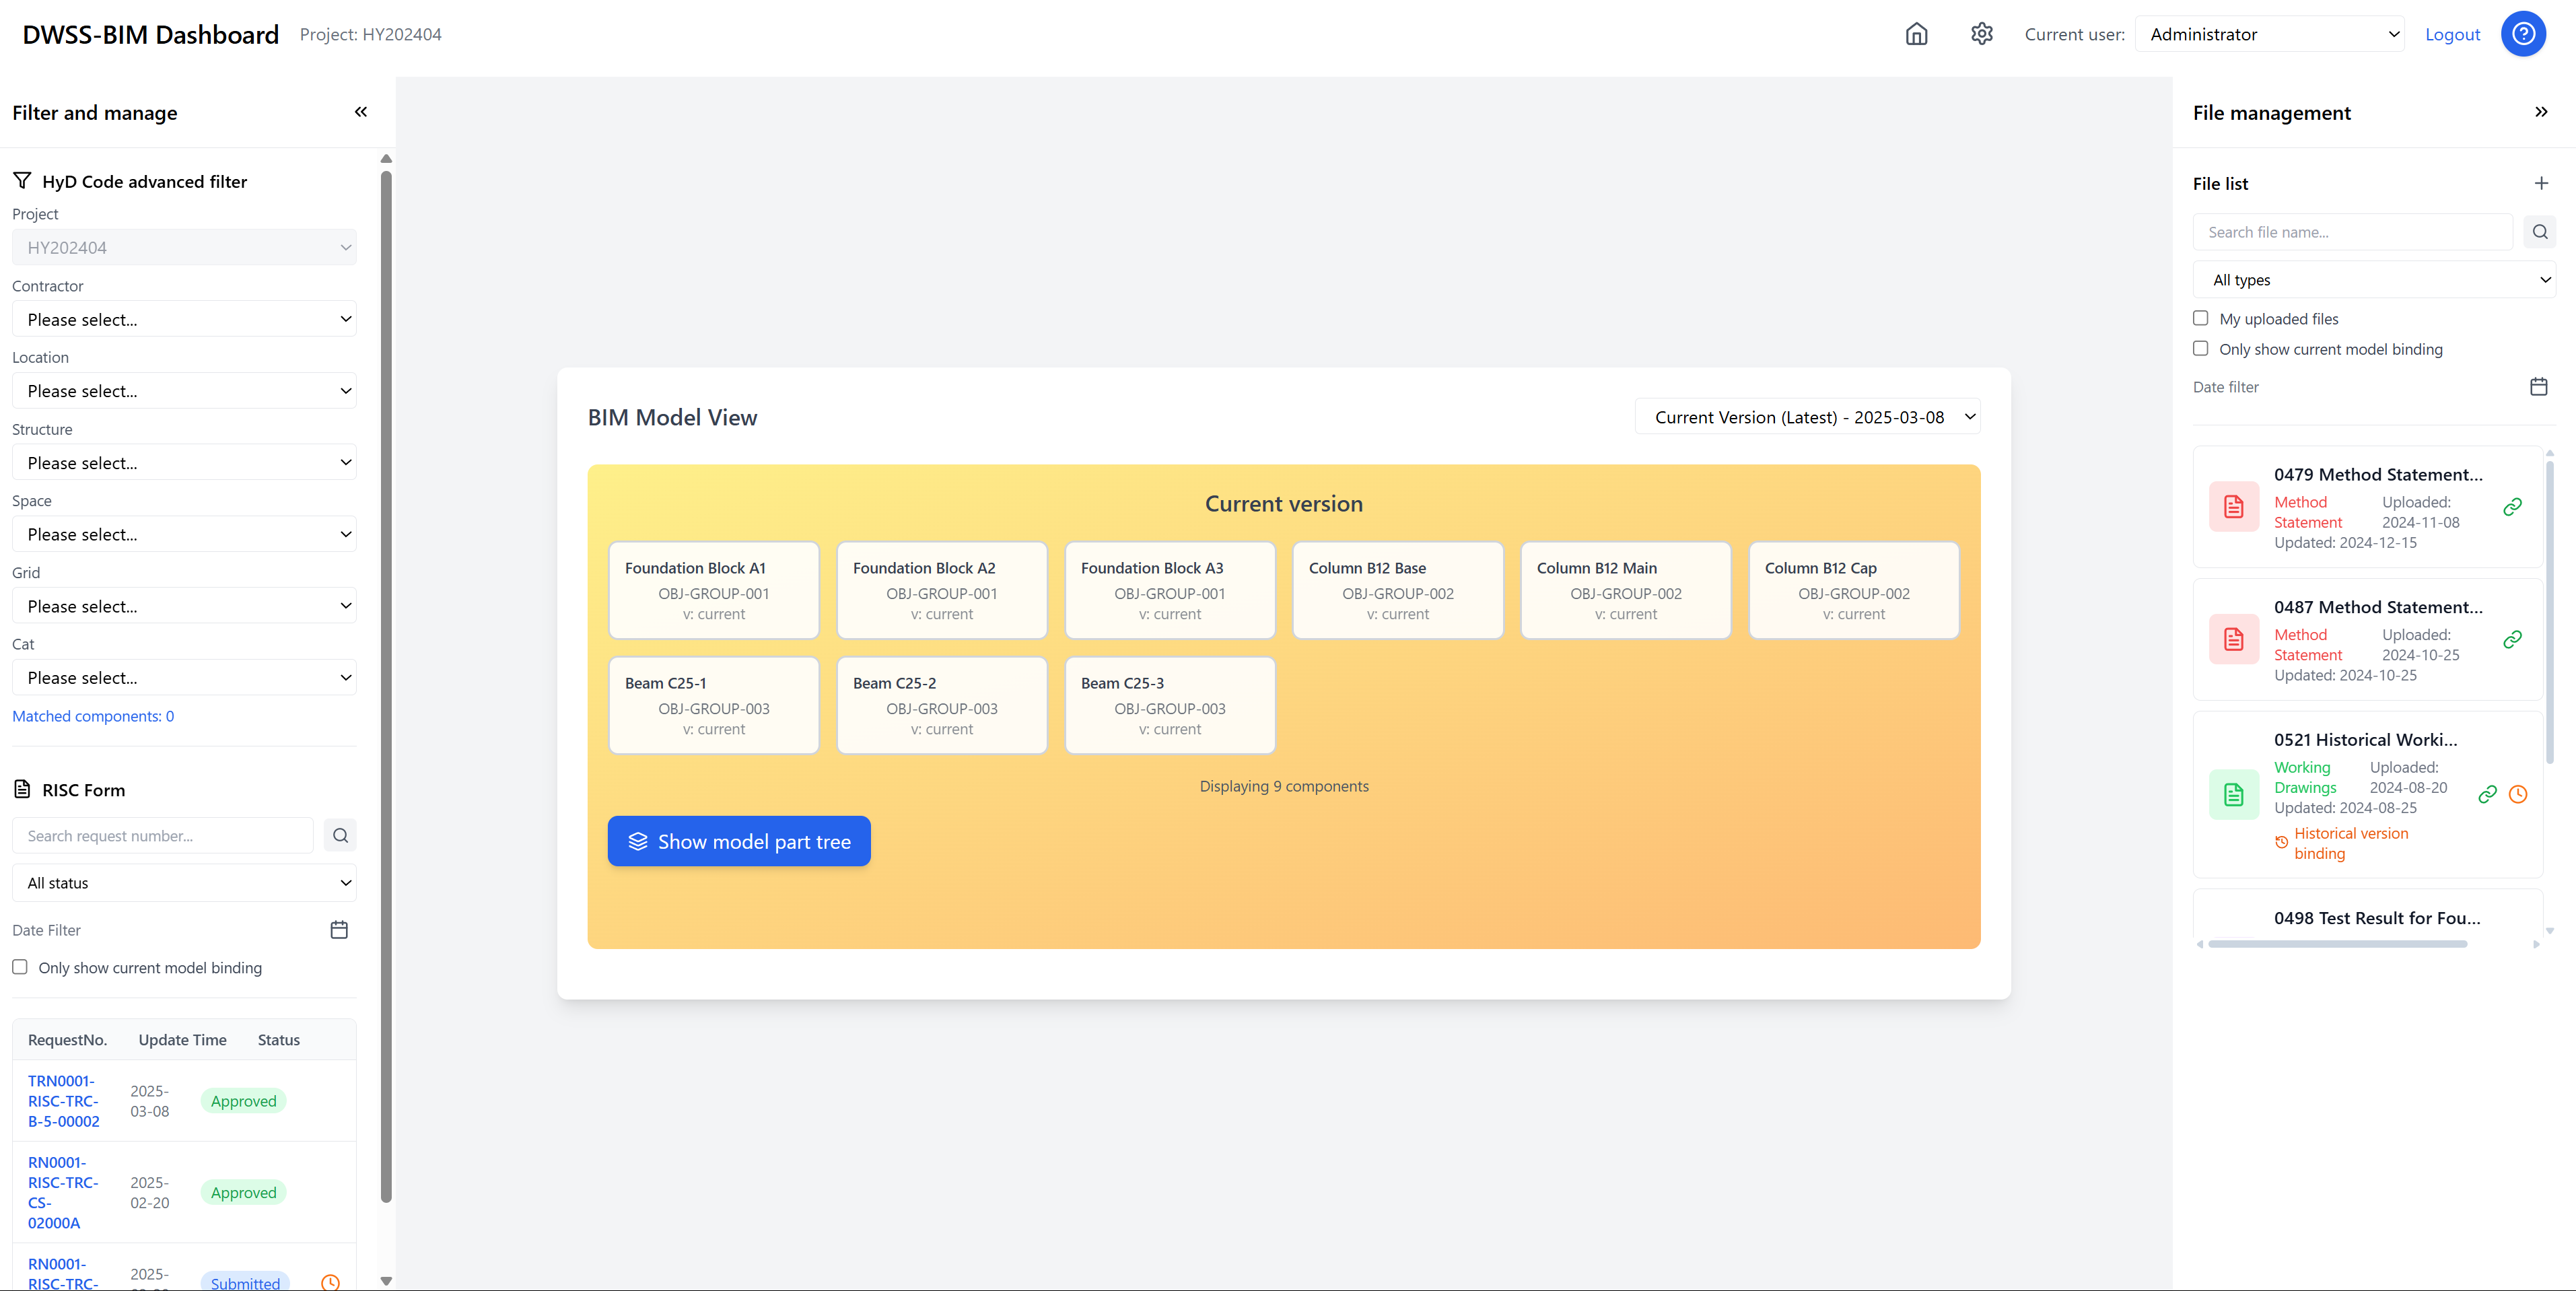 DWSS-BIM Dashboard
Project: HY202404
Current user:
Administrator
Logout
Filter and manage
HyD Code advanced filter
Project
HY202404
Contractor
Please select...
Location
Please select...
Structure
Please select...
Space
Please select...
Grid
Please select...
Cat
Please select...
Matched components: 0
RISC Form
Search request number...
All status
Date Filter
Only show current model binding
RequestNo.
Update Time
Status
TRN0001-
RISC-TRC-
B-5-00002
2025-
03-08
Approved
RN0001-
RISC-TRC-
CS-
02000A
2025-
02-20
Approved
RN0001-
RISC-TRC-
2025-
Submitted
BIM Model View
Current Version (Latest) - 2025-03-08
Current version
Foundation Block A1
OBJ-GROUP-001
v: current
Foundation Block A2
OBJ-GROUP-001
v: current
Foundation Block A3
OBJ-GROUP-001
v: current
Column B12 Base
OBJ-GROUP-002
v: current
Column B12 Main
OBJ-GROUP-002
v: current
Column B12 Cap
OBJ-GROUP-002
v: current
Beam C25-1
OBJ-GROUP-003
v: current
Beam C25-2
OBJ-GROUP-003
v: current
Beam C25-3
OBJ-GROUP-003
v: current
Displaying 9 components
Show model part tree
File management
File list
Search file name...
All types
My uploaded files
Only show current model binding
Date filter
0479 Method Statement...
Method
Statement
Uploaded:
2024-11-08
Updated: 2024-12-15
0487 Method Statement...
Method
Statement
Uploaded:
2024-10-25
Updated: 2024-10-25
0521 Historical Worki...
Working
Drawings
Uploaded:
2024-08-20
Updated: 2024-08-25
Historical version
binding
0498 Test Result for Fou...